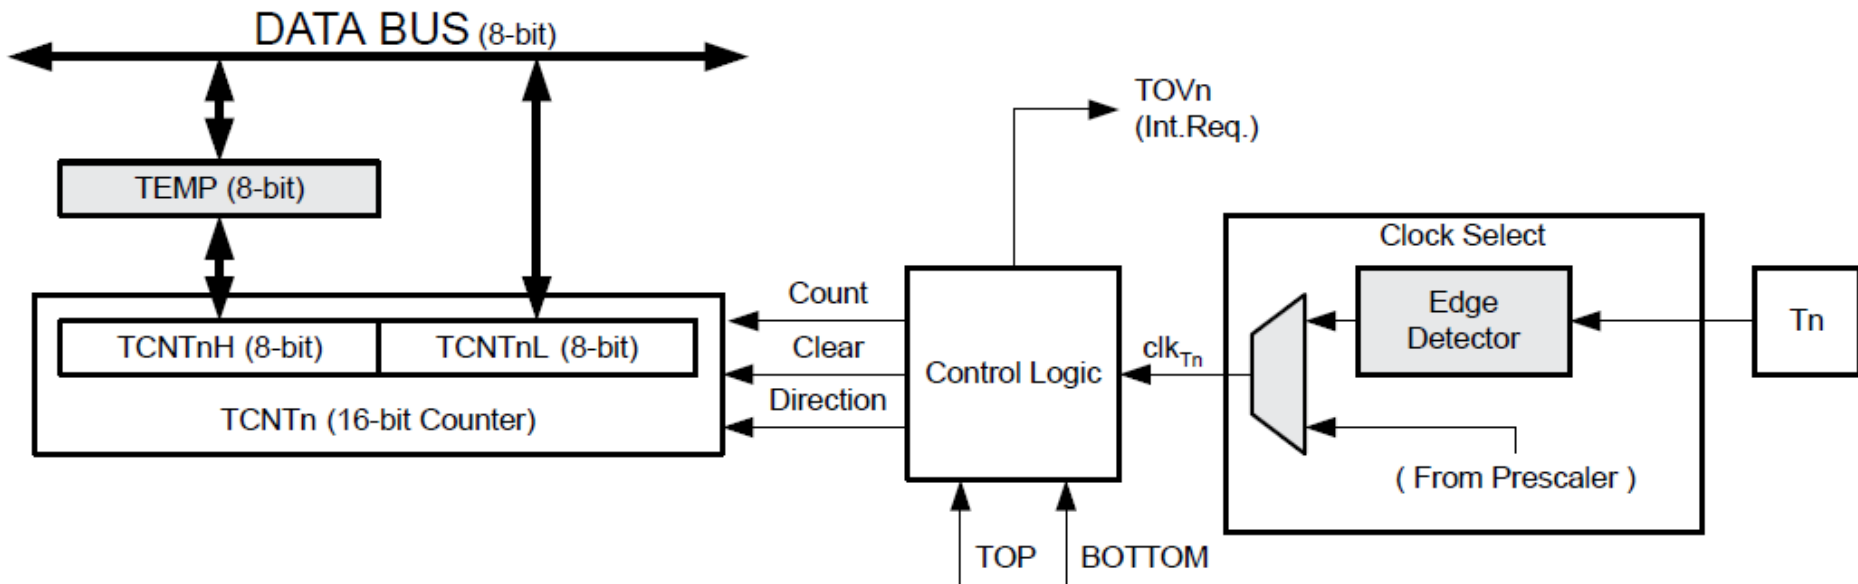 DATA BUS (8-bit)
TOVn
(Int.Req.)
TEMP (8-bit)
Clock Select
Count
Edge
Detector
Tn
TCNTnH (8-bit)
TCNTnL (8-bit)
Clear
Control Logic
clkTn
Direction
TCNTn (16-bit Counter)
( From Prescaler )
TOP
BOTTOM